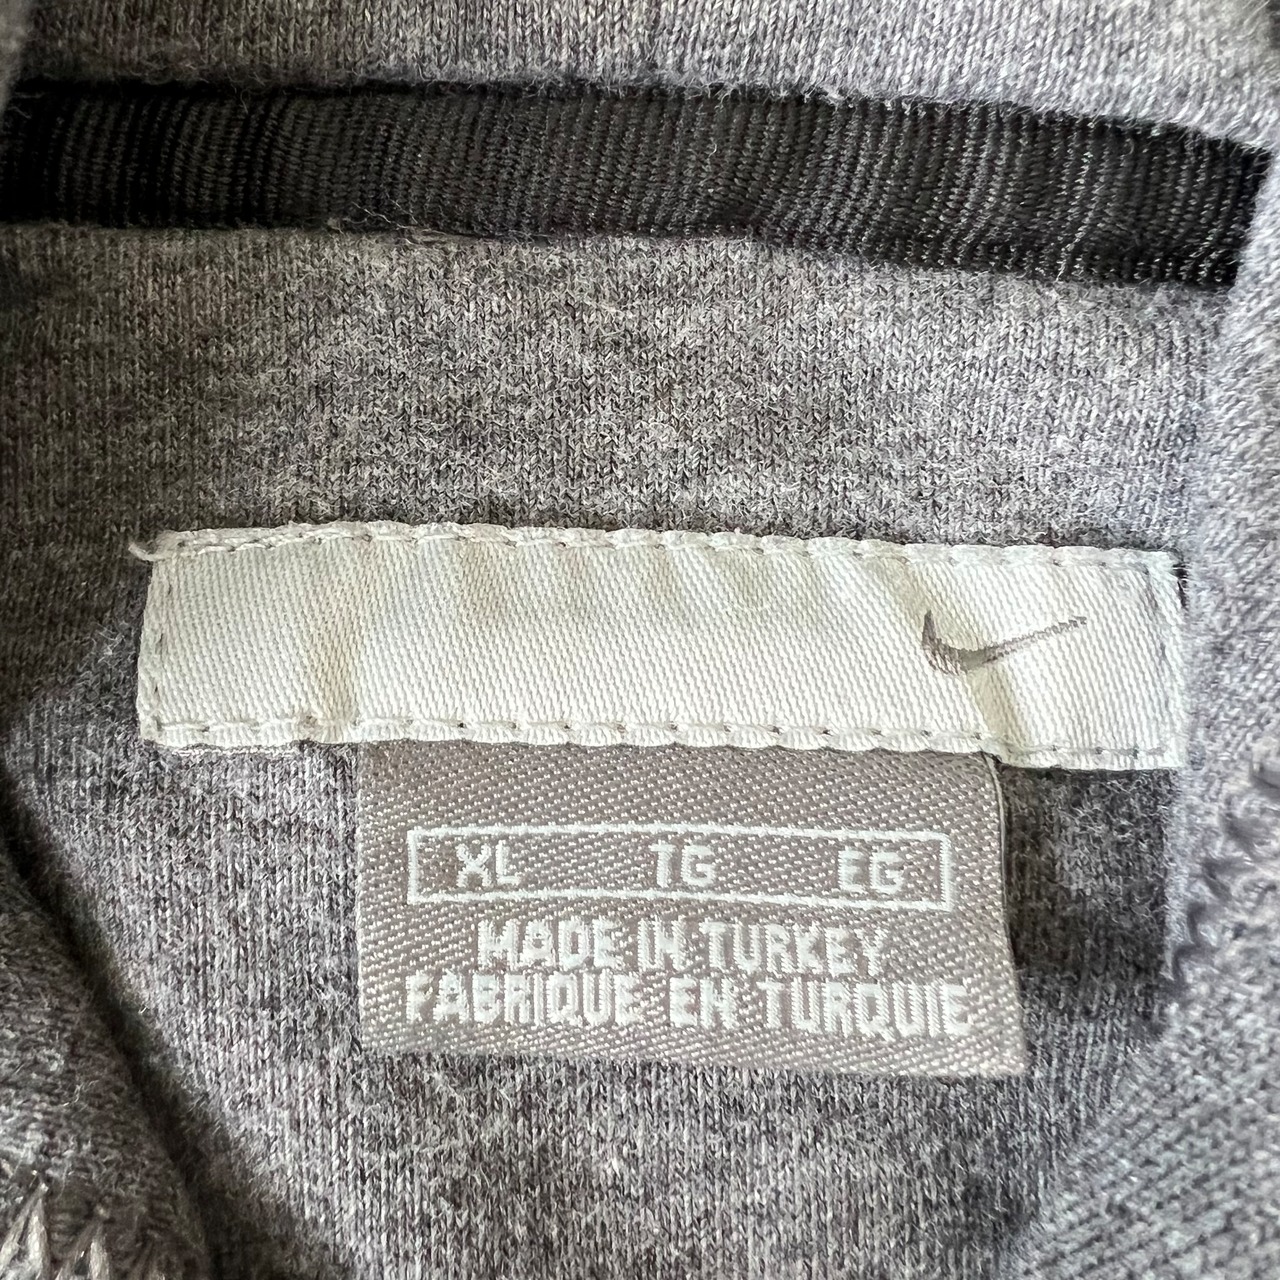 XL TG EG
MADE IN TURKEY
FABRIQUE EN TURQUIE